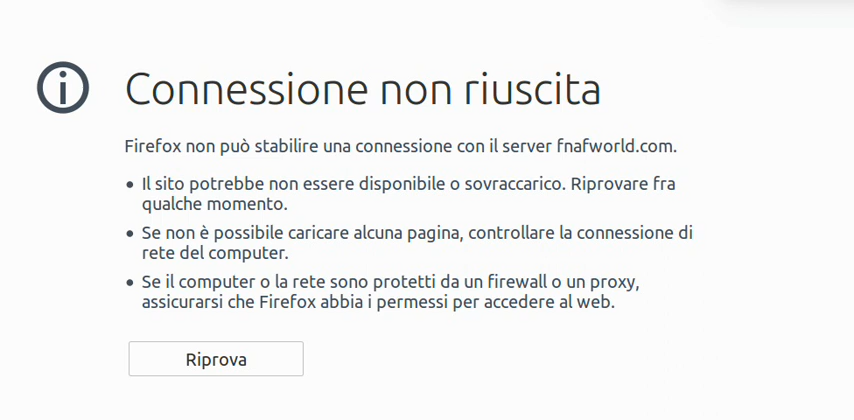 Connessione non riuscita
Firefox non può stabilire una connessione con il server fnafworld.com.
• Il sito potrebbe non essere disponibile o sovraccarico. Riprovare fra
qualche momento.
• Se non è possibile caricare alcuna pagina, controllare la connessione di
rete del computer.
• Se il computer o la rete sono protetti da un firewall o un proxy,
assicurarsi che Firefox abbia i permessi per accedere al web.
Riprova